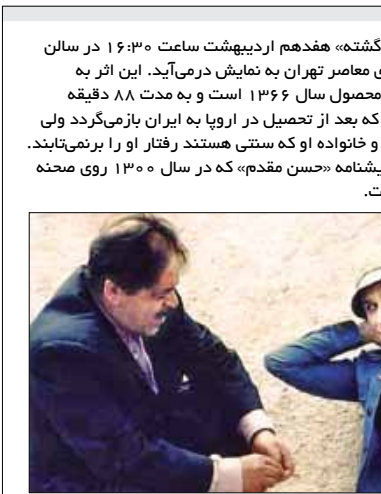 گشته» هفدهم اردیبهشت ساعت ۱۶:۳۰ در سالن
معاصر تهران به نمایش درمی‌آید. این اثر به
محصول سال ۱۳۶۶ است و به مدت ۸۸ دقیقه
که بعد از تحصیل در اروپا به ایران بازمی‌گردد ولی
و خانواده او که سنتی هستند رفتار او را برنمی‌تابند.
یشنامه «حسن مقدم» که در سال ۱۳۰۰ روی صحنه
ت.